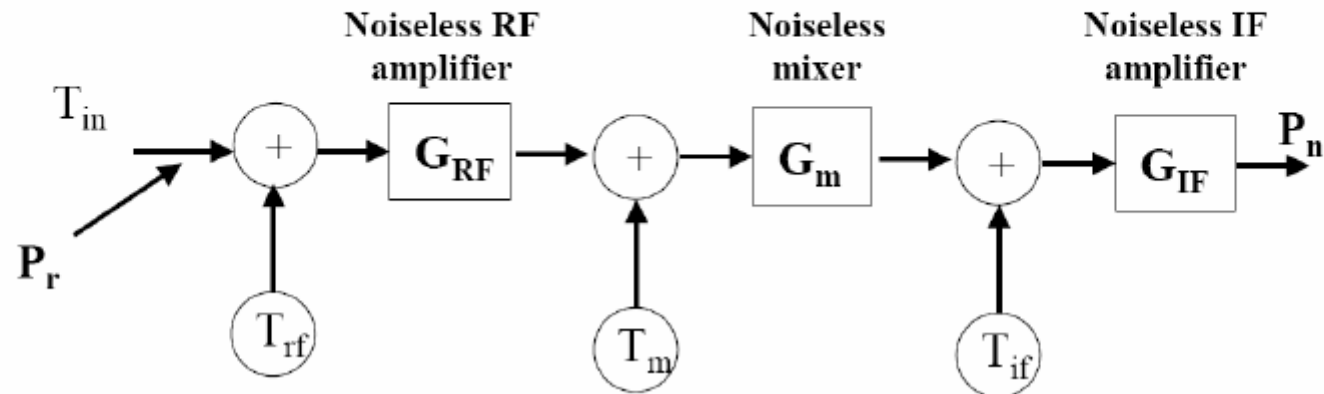 Noiseless RF
amplifier
Noiseless
mixer
Noiseless IF
amplifier
T_in
+
G_RF
+
G_m
+
G_IF
P_n
P_r
T_rf
T_m
T_if